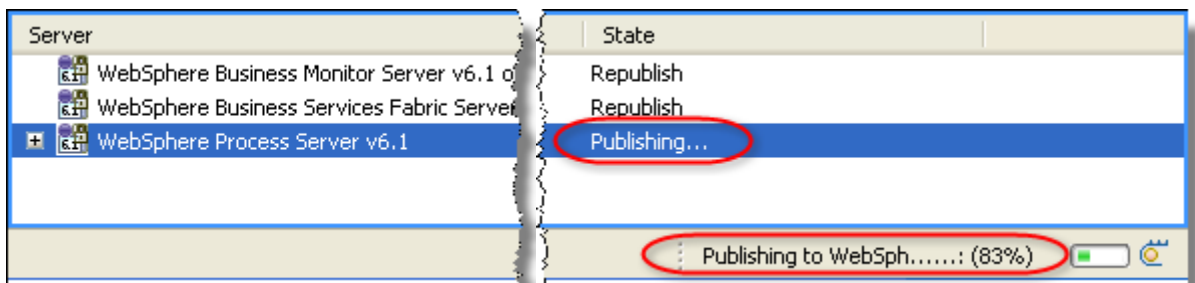 Server State
WebSphere Business Monitor Server v6.1 Republish
WebSphere Business Services Fabric Server Republish
WebSphere Process Server v6.1 Publishing...
Publishing to WebSph......: (83%)